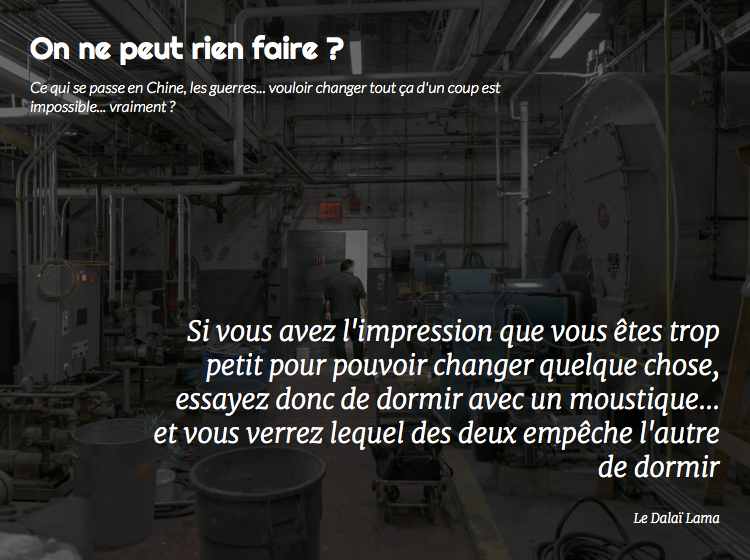 On ne peut rien faire ?
Ce qui se passe en Chine, les guerres... vouloir changer tout ça d'un coup est
impossible... vraiment ?
EXIT
Si vous avez l'impression que vous êtes trop
petit pour pouvoir changer quelque chose,
essayez donc de dormir avec un moustique...
et vous verrez lequel des deux empêche l'autre
de dormir
Le Dalaï Lama